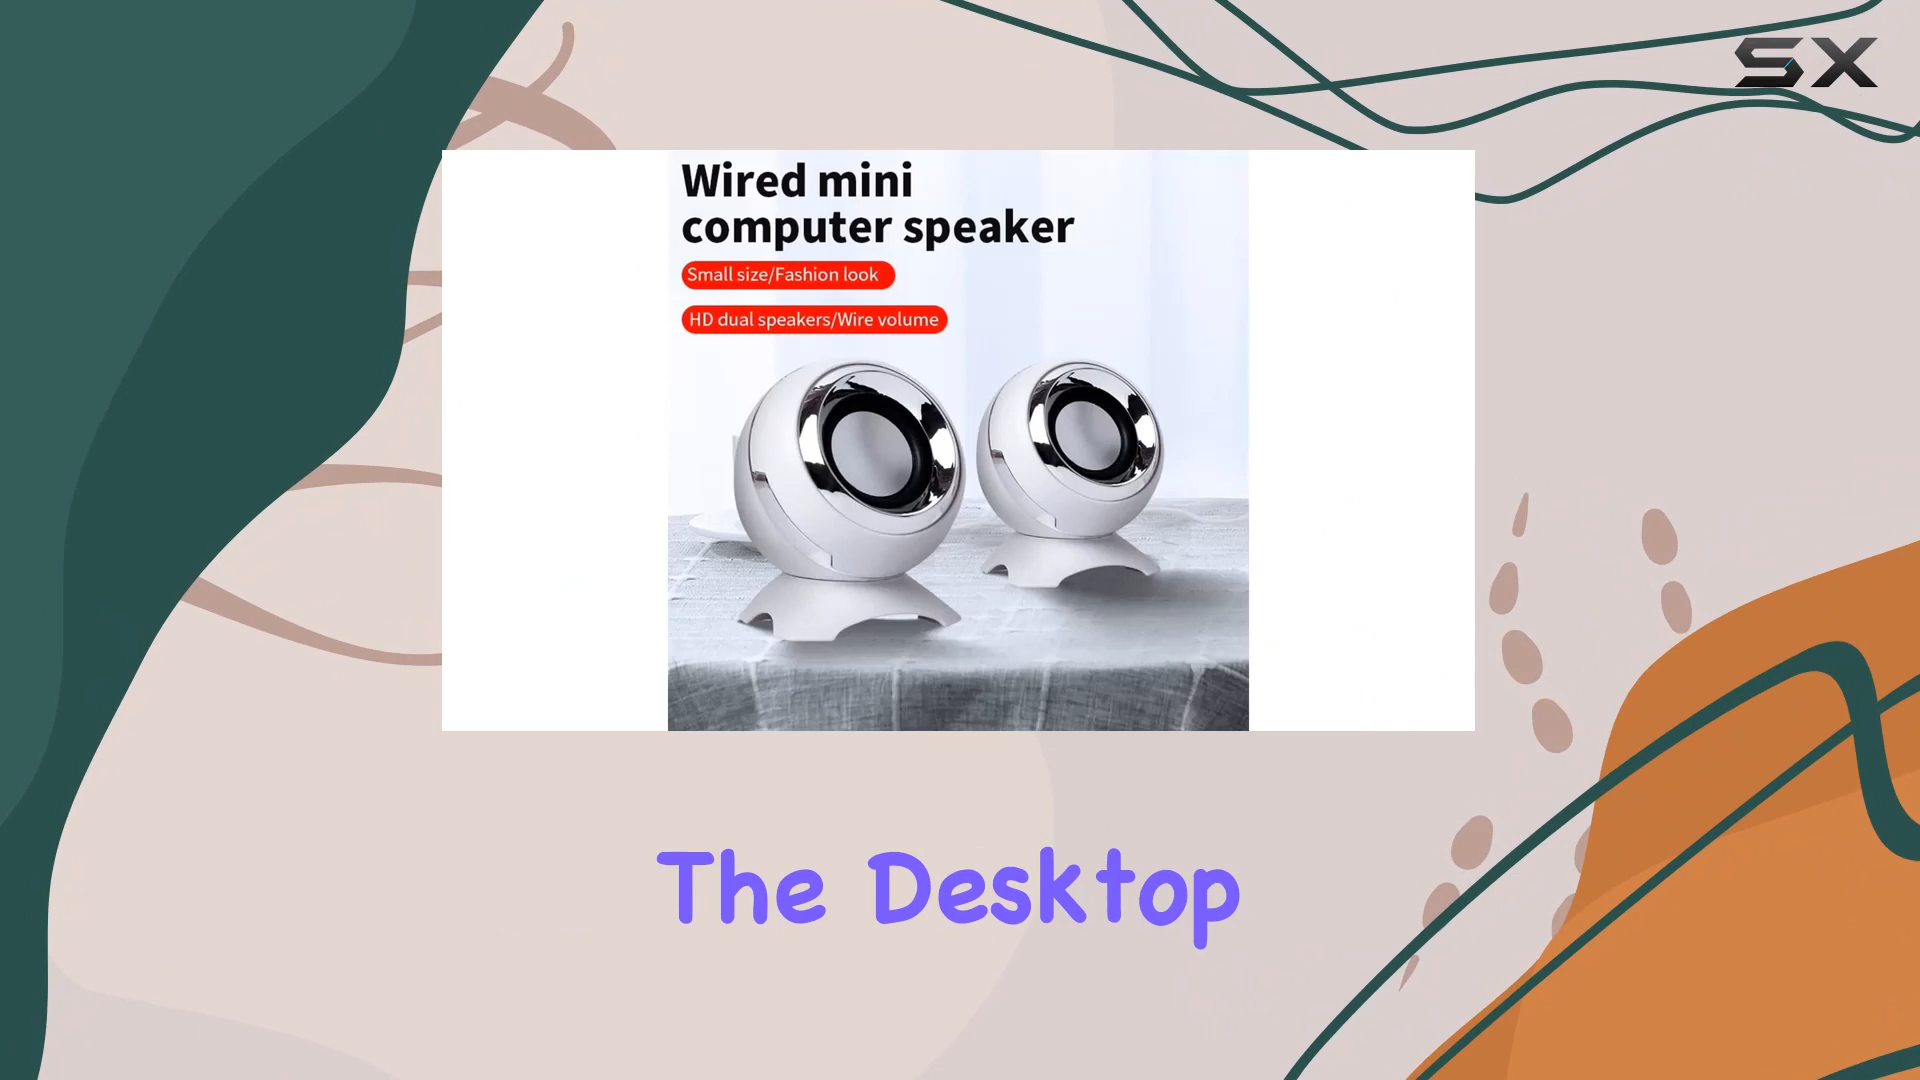 SX
Wired mini
computer speaker
Small size/Fashion look
HD dual speakers/Wire volume
The Desktop